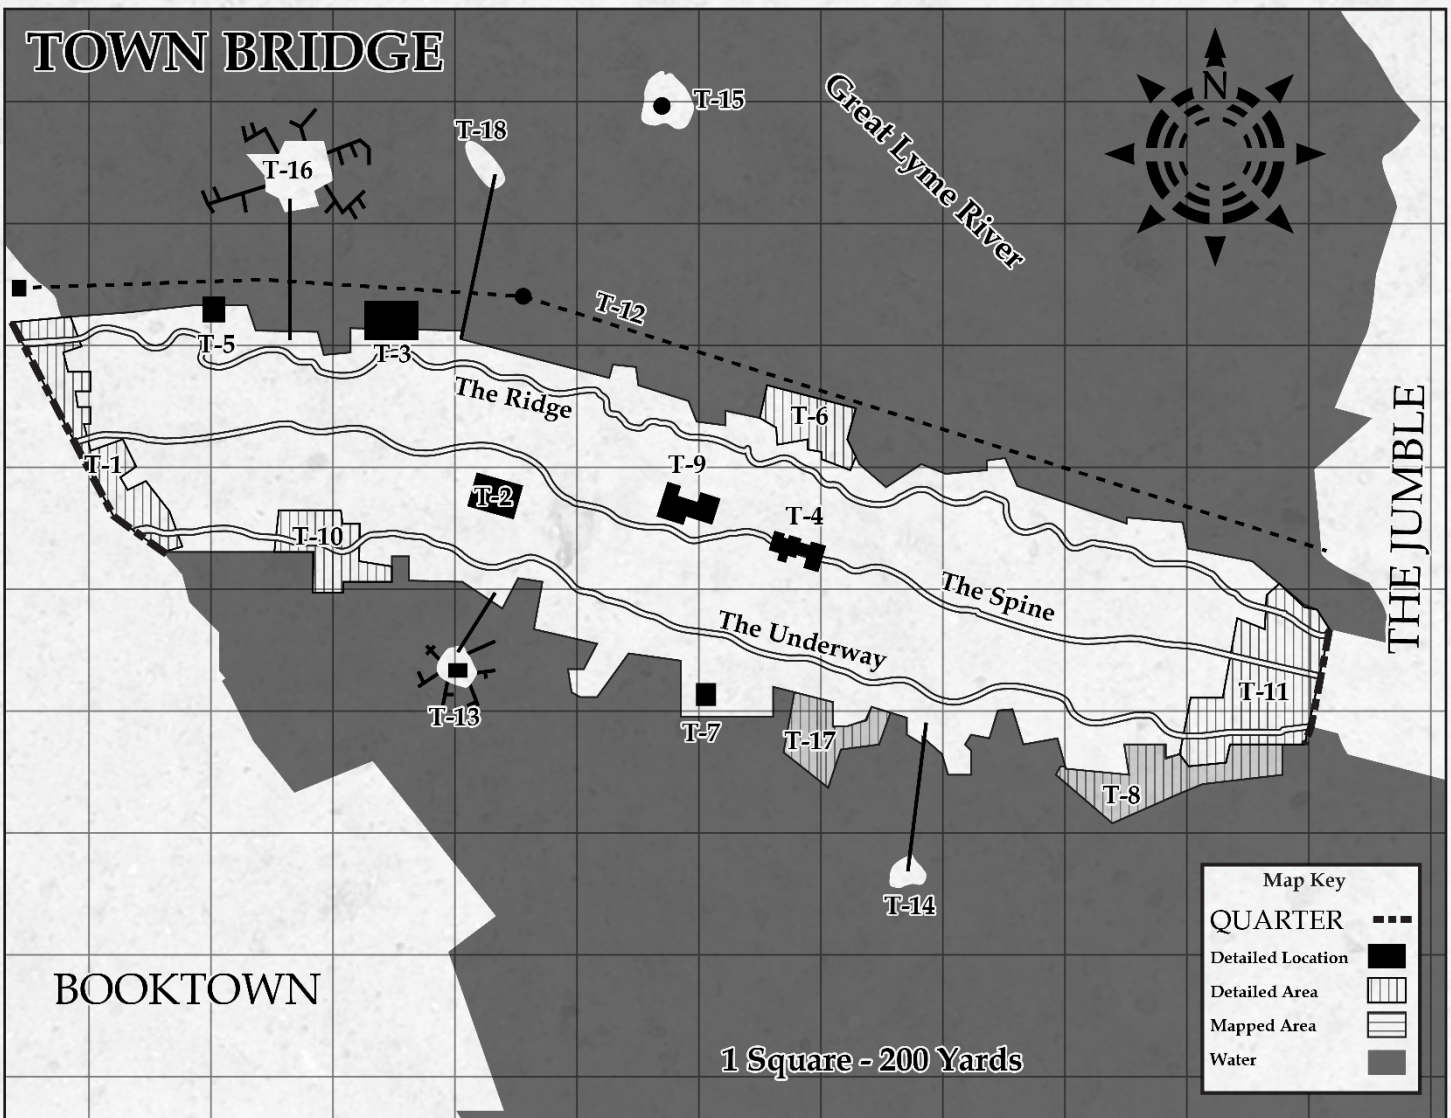 TOWN BRIDGE
T-15
T-18
Great Lyme River
N
T-16
T-12
T-5
T-3
The Ridge
T-6
THE JUMBLE
T-1
T-9
T-2
T-4
T-10
The Spine
The Underway
T-11
T-13
T-7
T-17
T-8
T-14
Map Key
QUARTER
Detailed Location
Detailed Area
Mapped Area
Water
BOOKTOWN
1 Square - 200 Yards